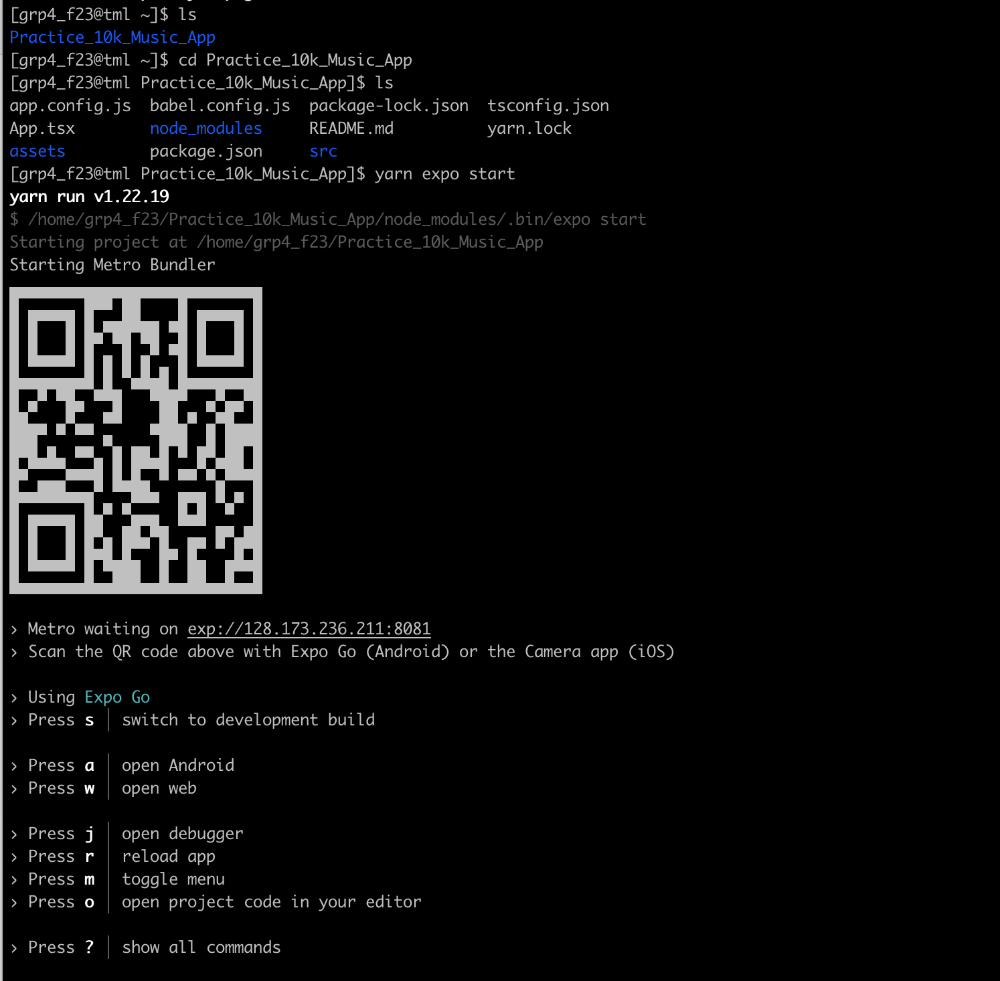 [grp4_f23@tml ~]$ ls
Practice_10k_Music_App
[grp4_f23@tml ~]$ cd Practice_10k_Music_App
[grp4_f23@tml Practice_10k_Music_App]$ ls
app.config.js  babel.config.js  package-lock.json  tsconfig.json
App.tsx        node_modules     README.md          yarn.lock
assets         package.json     src
[grp4_f23@tml Practice_10k_Music_App]$ yarn expo start
yarn run v1.22.19
$ /home/grp4_f23/Practice_10k_Music_App/node_modules/.bin/expo start
Starting project at /home/grp4_f23/Practice_10k_Music_App
Starting Metro Bundler
› Metro waiting on exp://128.173.236.211:8081
› Scan the QR code above with Expo Go (Android) or the Camera app (iOS)
› Using Expo Go
› Press s │ switch to development build
› Press a │ open Android
› Press w │ open web
› Press j │ open debugger
› Press r │ reload app
› Press m │ toggle menu
› Press o │ open project code in your editor
› Press ? │ show all commands